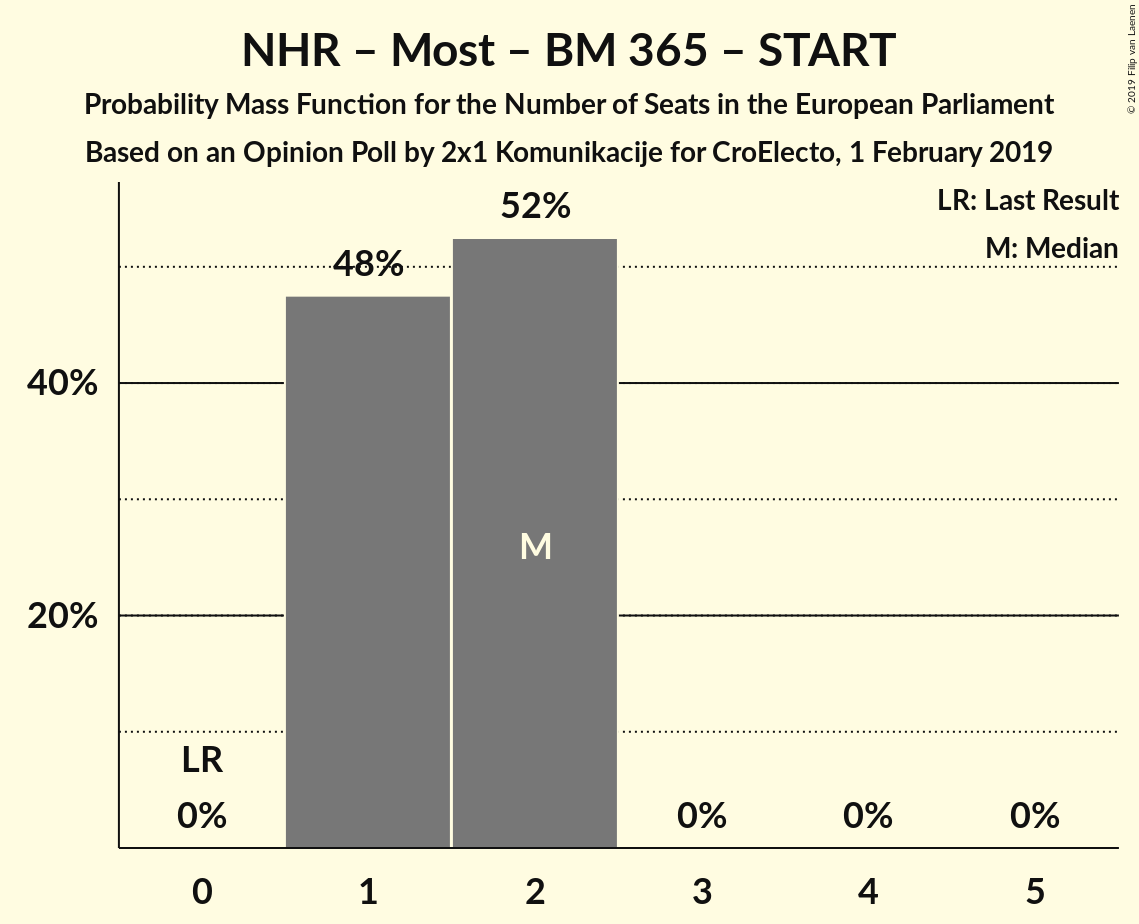 NHR – Most – BM 365 – START
Probability Mass Function for the Number of Seats in the European Parliament
Based on an Opinion Poll by 2x1 Komunikacije for CroElecto, 1 February 2019
© 2019 Filip van Laenen
LR: Last Result
M: Median
52%
48%
40%
M
20%
LR
0%
0%
0%
0%
0
1
2
3
4
5